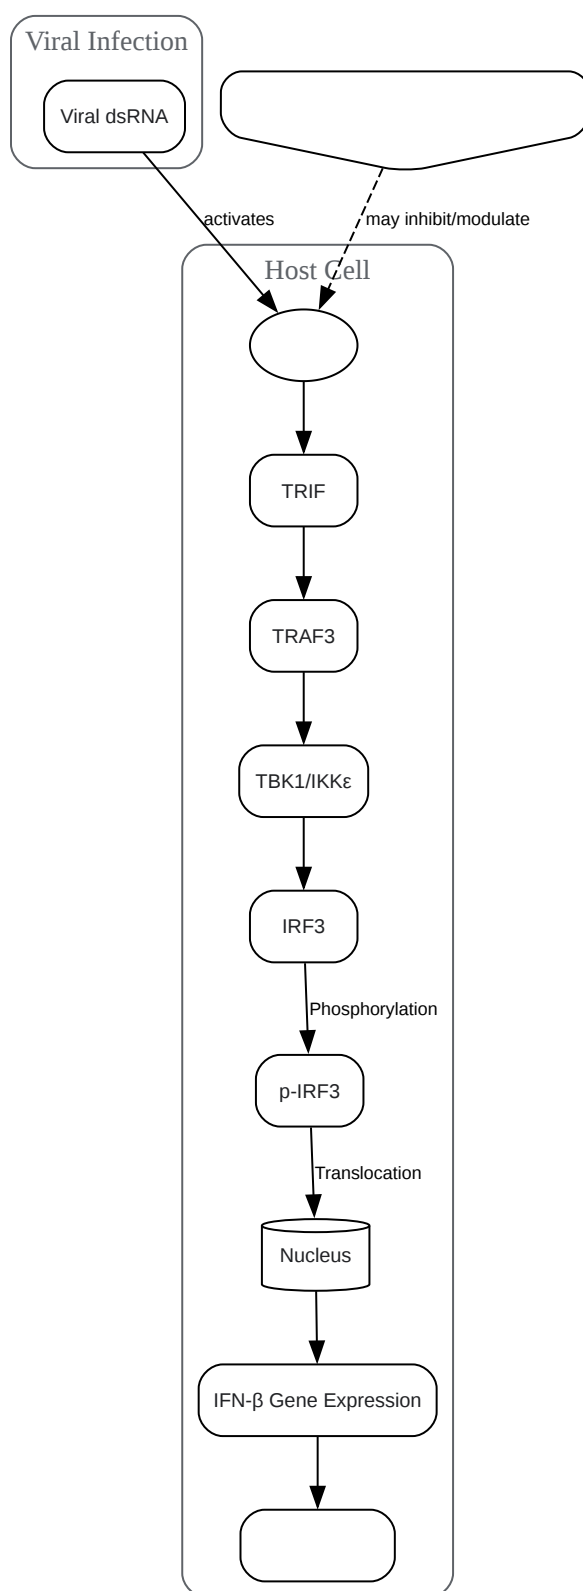 Viral Infection
Viral dsRNA
activates
may inhibit/modulate
Host Cell
TRIF
TRAF3
TBK1/IKKε
IRF3
Phosphorylation
p-IRF3
Translocation
Nucleus
IFN-β Gene Expression